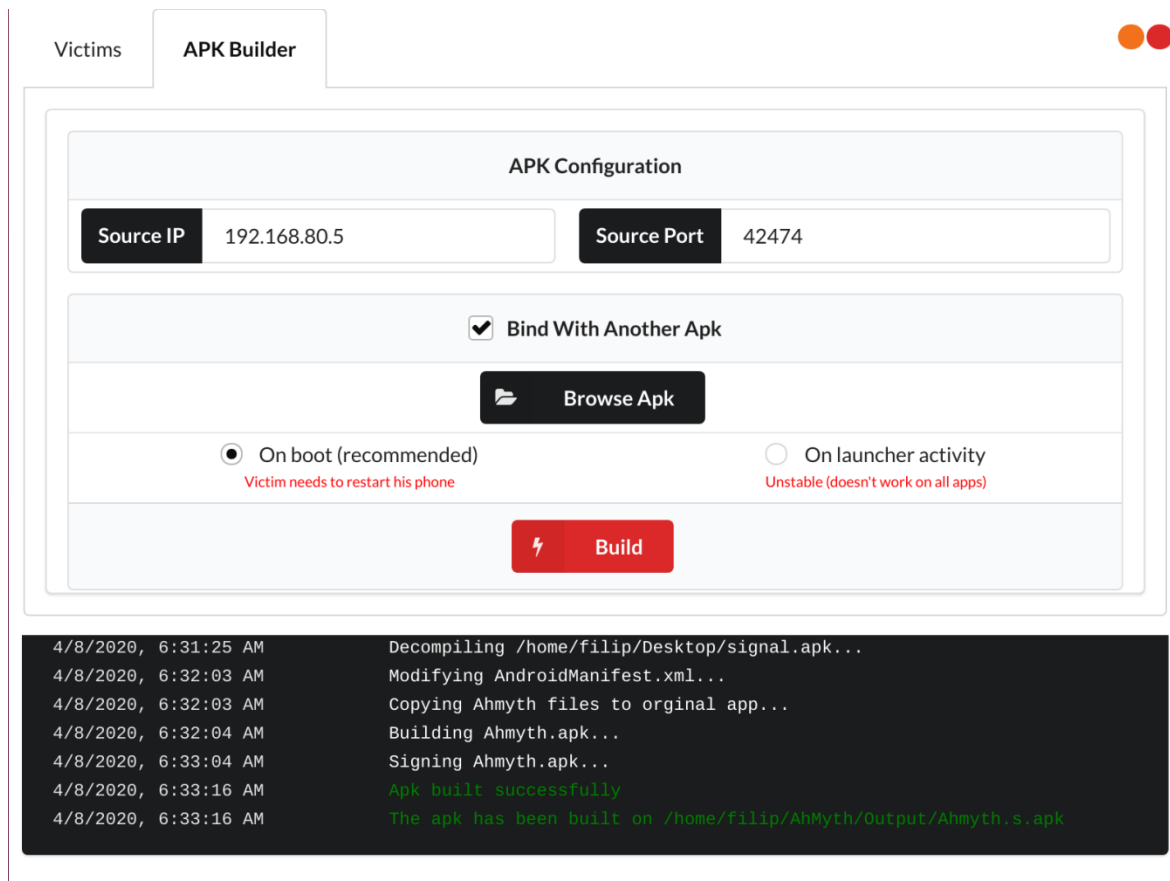 Victims
APK Builder
APK Configuration
Source IP 192.168.80.5 Source Port 42474
Bind With Another Apk
Browse Apk
On boot (recommended) On launcher activity
Victim needs to restart his phone Unstable (doesn't work on all apps)
Build
4/8/2020, 6:31:25 AM Decompiling /home/filip/Desktop/signal.apk...
4/8/2020, 6:32:03 AM Modifying AndroidManifest.xml...
4/8/2020, 6:32:03 AM Copying Ahmyth files to orginal app...
4/8/2020, 6:32:04 AM Building Ahmyth.apk...
4/8/2020, 6:33:04 AM Signing Ahmyth.apk...
4/8/2020, 6:33:16 AM Apk built successfully
4/8/2020, 6:33:16 AM The apk has been built on /home/filip/AhMyth/Output/Ahmyth.s.apk